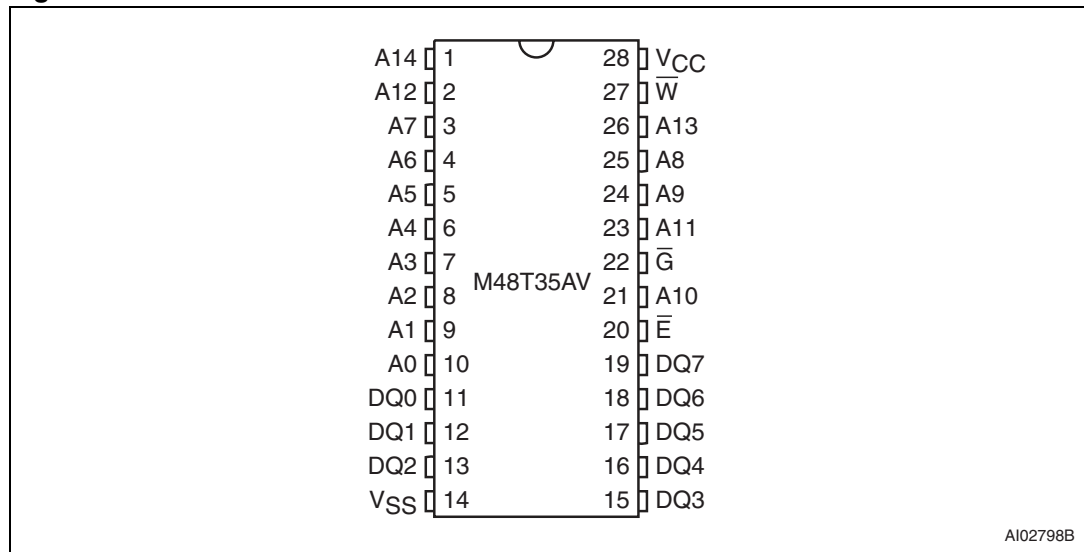 A14 1 28 VCC
A12 2 27 W̅
A7 3 26 A13
A6 4 25 A8
A5 5 24 A9
A4 6 23 A11
A3 7 22 G̅
M48T35AV
A2 8 21 A10
A1 9 20 E̅
A0 10 19 DQ7
DQ0 11 18 DQ6
DQ1 12 17 DQ5
DQ2 13 16 DQ4
VSS 14 15 DQ3
AI02798B